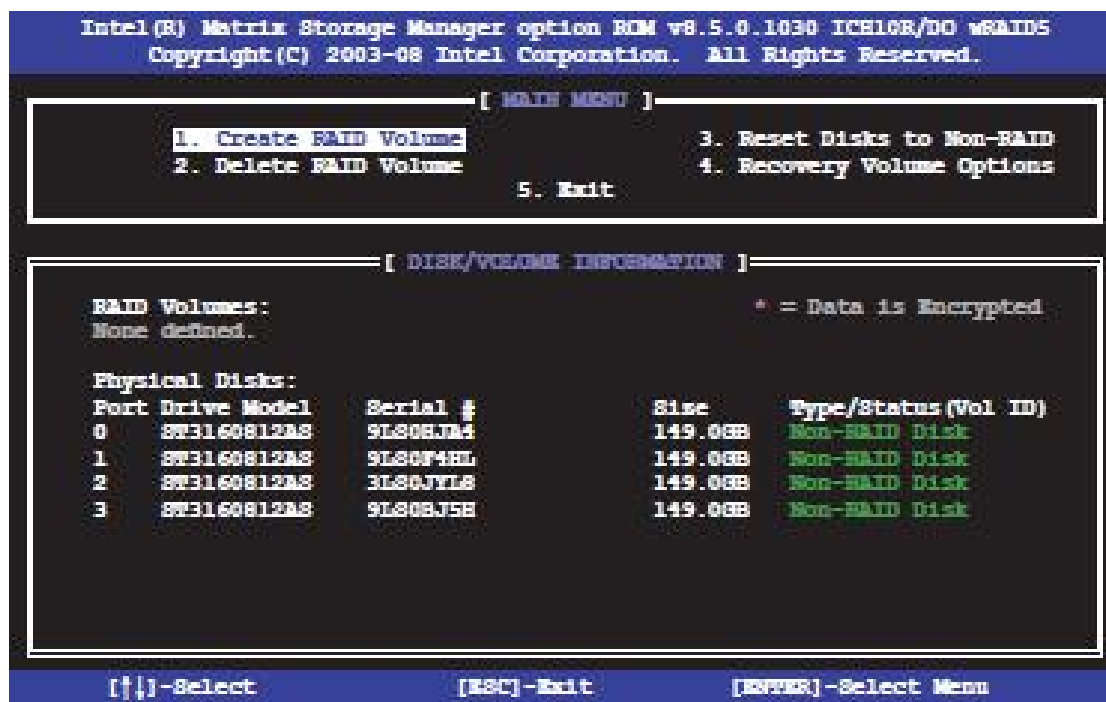 Intel(R) Matrix Storage Manager option ROM v8.5.0.1030 ICH10R/DO wRAID5
Copyright(C) 2003-08 Intel Corporation. All Rights Reserved.
[ MAIN MENU ]
1. Create RAID Volume
2. Delete RAID Volume
3. Reset Disks to Non-RAID
4. Recovery Volume Options
5. Exit
[ DISK/VOLUME INFORMATION ]
RAID Volumes:
None defined.
* = Data is Encrypted
Physical Disks:
Port Drive Model Serial # Size Type/Status(Vol ID)
0 ST3160812AS 149.0GB Non-RAID Disk
1 ST3160812AS 9LS0F4HL 149.0GB Non-RAID Disk
2 ST3160812AS 3LS0JYL8 149.0GB Non-RAID Disk
3 ST3160812AS 9LS0BJ5H 149.0GB Non-RAID Disk
[↑↓]-Select [ESC]-Exit [ENTER]-Select Menu